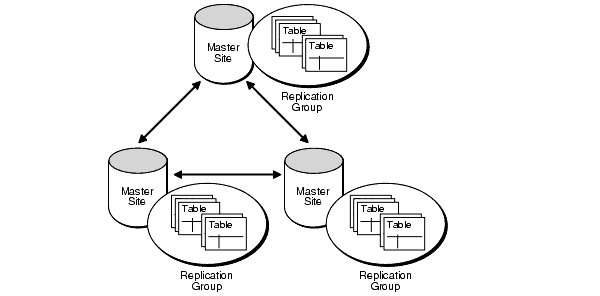 Master
Site
Table
Table
Replication
Group
Master
Site
Table
Table
Replication
Group
Master
Site
Table
Table
Replication
Group